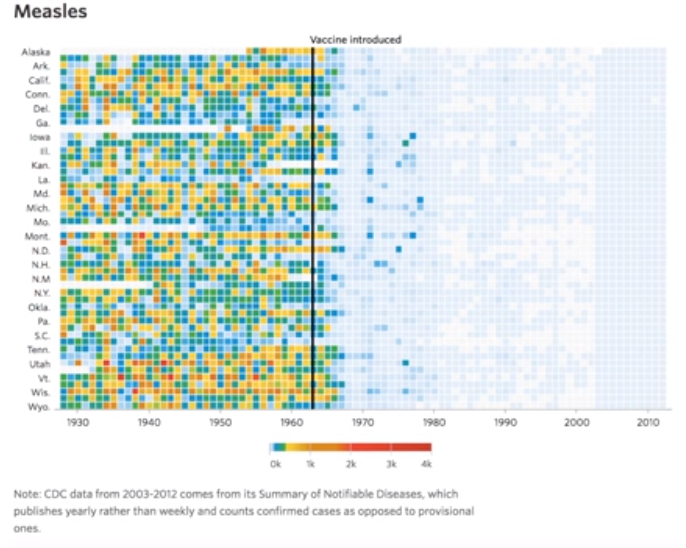 Measles
Vaccine introduced
Alaska
Ark.
Calif.
Conn.
Del.
Ga.
Iowa
Ill.
Kan.
La.
Md.
Mich.
Mo.
Mont.
N.D.
N.H.
N.M
N.Y.
Okla.
Pa.
S.C.
Tenn.
Utah
Vt.
Wis.
Wyo.
1930 1940 1950 1960 1970 1980 1990 2000 2010
0k 1k 2k 3k 4k
Note: CDC data from 2003-2012 comes from its Summary of Notifiable Diseases, which
publishes yearly rather than weekly and counts confirmed cases as opposed to provisional
ones.